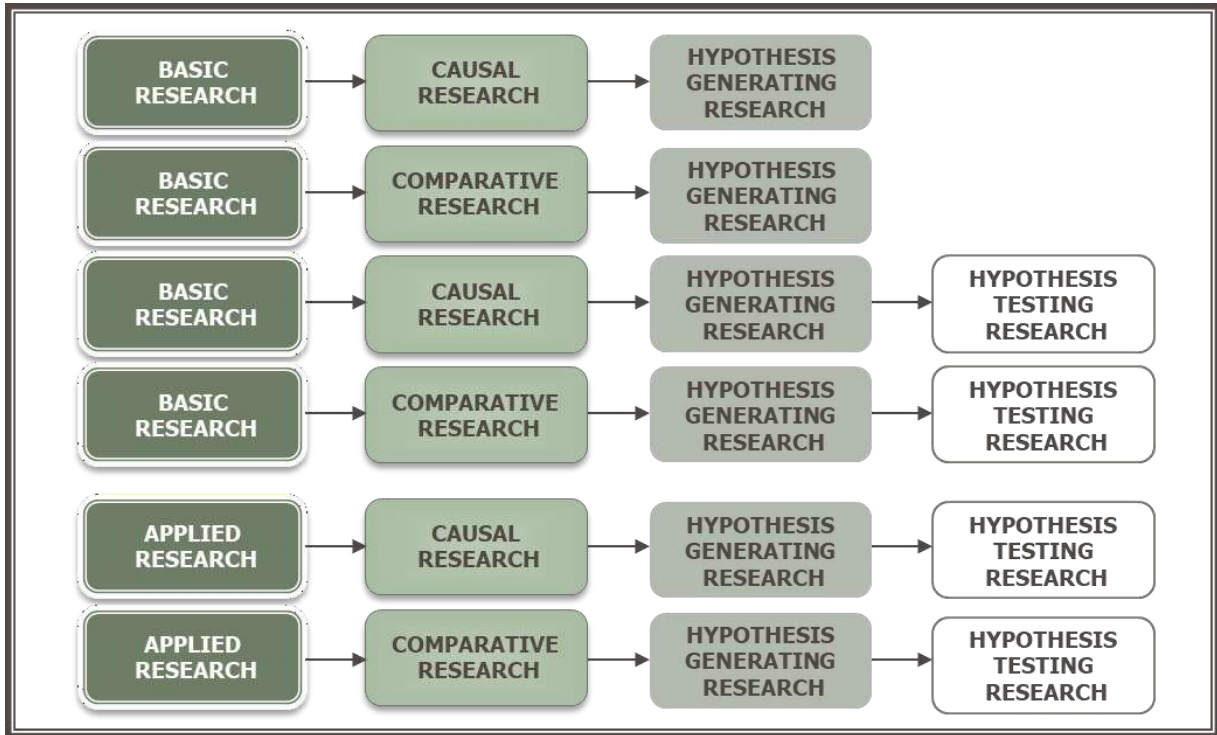 BASIC
RESEARCH
CAUSAL
RESEARCH
HYPOTHESIS
GENERATING
RESEARCH
BASIC
RESEARCH
COMPARATIVE
RESEARCH
HYPOTHESIS
GENERATING
RESEARCH
BASIC
RESEARCH
CAUSAL
RESEARCH
HYPOTHESIS
GENERATING
RESEARCH
HYPOTHESIS
TESTING
RESEARCH
BASIC
RESEARCH
COMPARATIVE
RESEARCH
HYPOTHESIS
GENERATING
RESEARCH
HYPOTHESIS
TESTING
RESEARCH
APPLIED
RESEARCH
CAUSAL
RESEARCH
HYPOTHESIS
GENERATING
RESEARCH
HYPOTHESIS
TESTING
RESEARCH
APPLIED
RESEARCH
COMPARATIVE
RESEARCH
HYPOTHESIS
GENERATING
RESEARCH
HYPOTHESIS
TESTING
RESEARCH